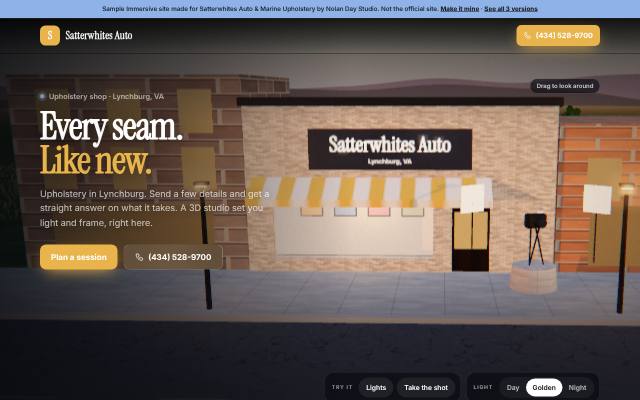 Sample Immersive site made for Satterwhites Auto & Marine Upholstery by Nolan Day Studio. Not the official site. Make it mine · See all 3 versions
S Satterwhites Auto
(434) 528-9700
Drag to look around
Upholstery shop · Lynchburg, VA
Every seam.
Like new.
Satterwhites Auto
Lynchburg, VA
Upholstery in Lynchburg. Send a few details and get a
straight answer on what it takes. A 3D studio set you
light and frame, right here.
Plan a session
(434) 528-9700
TRY IT Lights Take the shot LIGHT Day Golden Night